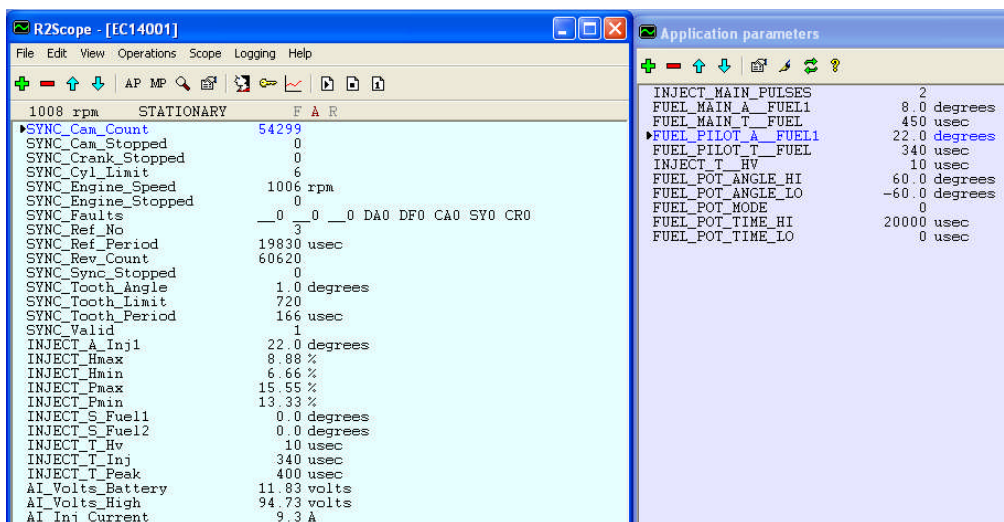 R2Scope - [EC14001]
File Edit View Operations Scope Logging Help
AP MP
1008 rpm STATIONARY F A R
SYNC_Cam_Count 54299
SYNC_Cam_Stopped 0
SYNC_Crank_Stopped 0
SYNC_Cyl_Limit 6
SYNC_Engine_Speed 1006 rpm
SYNC_Engine_Stopped 0
SYNC_Faults __0 __0 __0 DA0 DF0 CA0 SY0 CR0
SYNC_Ref_No 3
SYNC_Ref_Period 19830 usec
SYNC_Rev_Count 60620
SYNC_Sync_Stopped 0
SYNC_Tooth_Angle 1.0 degrees
SYNC_Tooth_Limit 720
SYNC_Tooth_Period 166 usec
SYNC_Valid 1
INJECT_A_Inj1 22.0 degrees
INJECT_Hmax 8.88 %
INJECT_Hmin 6.66 %
INJECT_Pmax 15.55 %
INJECT_Pmin 13.33 %
INJECT_S_Fuel1 0.0 degrees
INJECT_S_Fuel2 0.0 degrees
INJECT_T_Hv 10 usec
INJECT_T_Inj 340 usec
INJECT_T_Peak 400 usec
AI_Volts_Battery 11.83 volts
AI_Volts_High 94.73 volts
AI_Inj_Current 9.3 A
Application parameters
INJECT_MAIN_PULSES 2
FUEL_MAIN_A__FUEL1 8.0 degrees
FUEL_MAIN_T__FUEL 450 usec
FUEL_PILOT_A__FUEL1 22.0 degrees
FUEL_PILOT_T__FUEL 340 usec
INJECT_T__HV 10 usec
FUEL_POT_ANGLE_HI 60.0 degrees
FUEL_POT_ANGLE_LO -60.0 degrees
FUEL_POT_MODE 0
FUEL_POT_TIME_HI 20000 usec
FUEL_POT_TIME_LO 0 usec